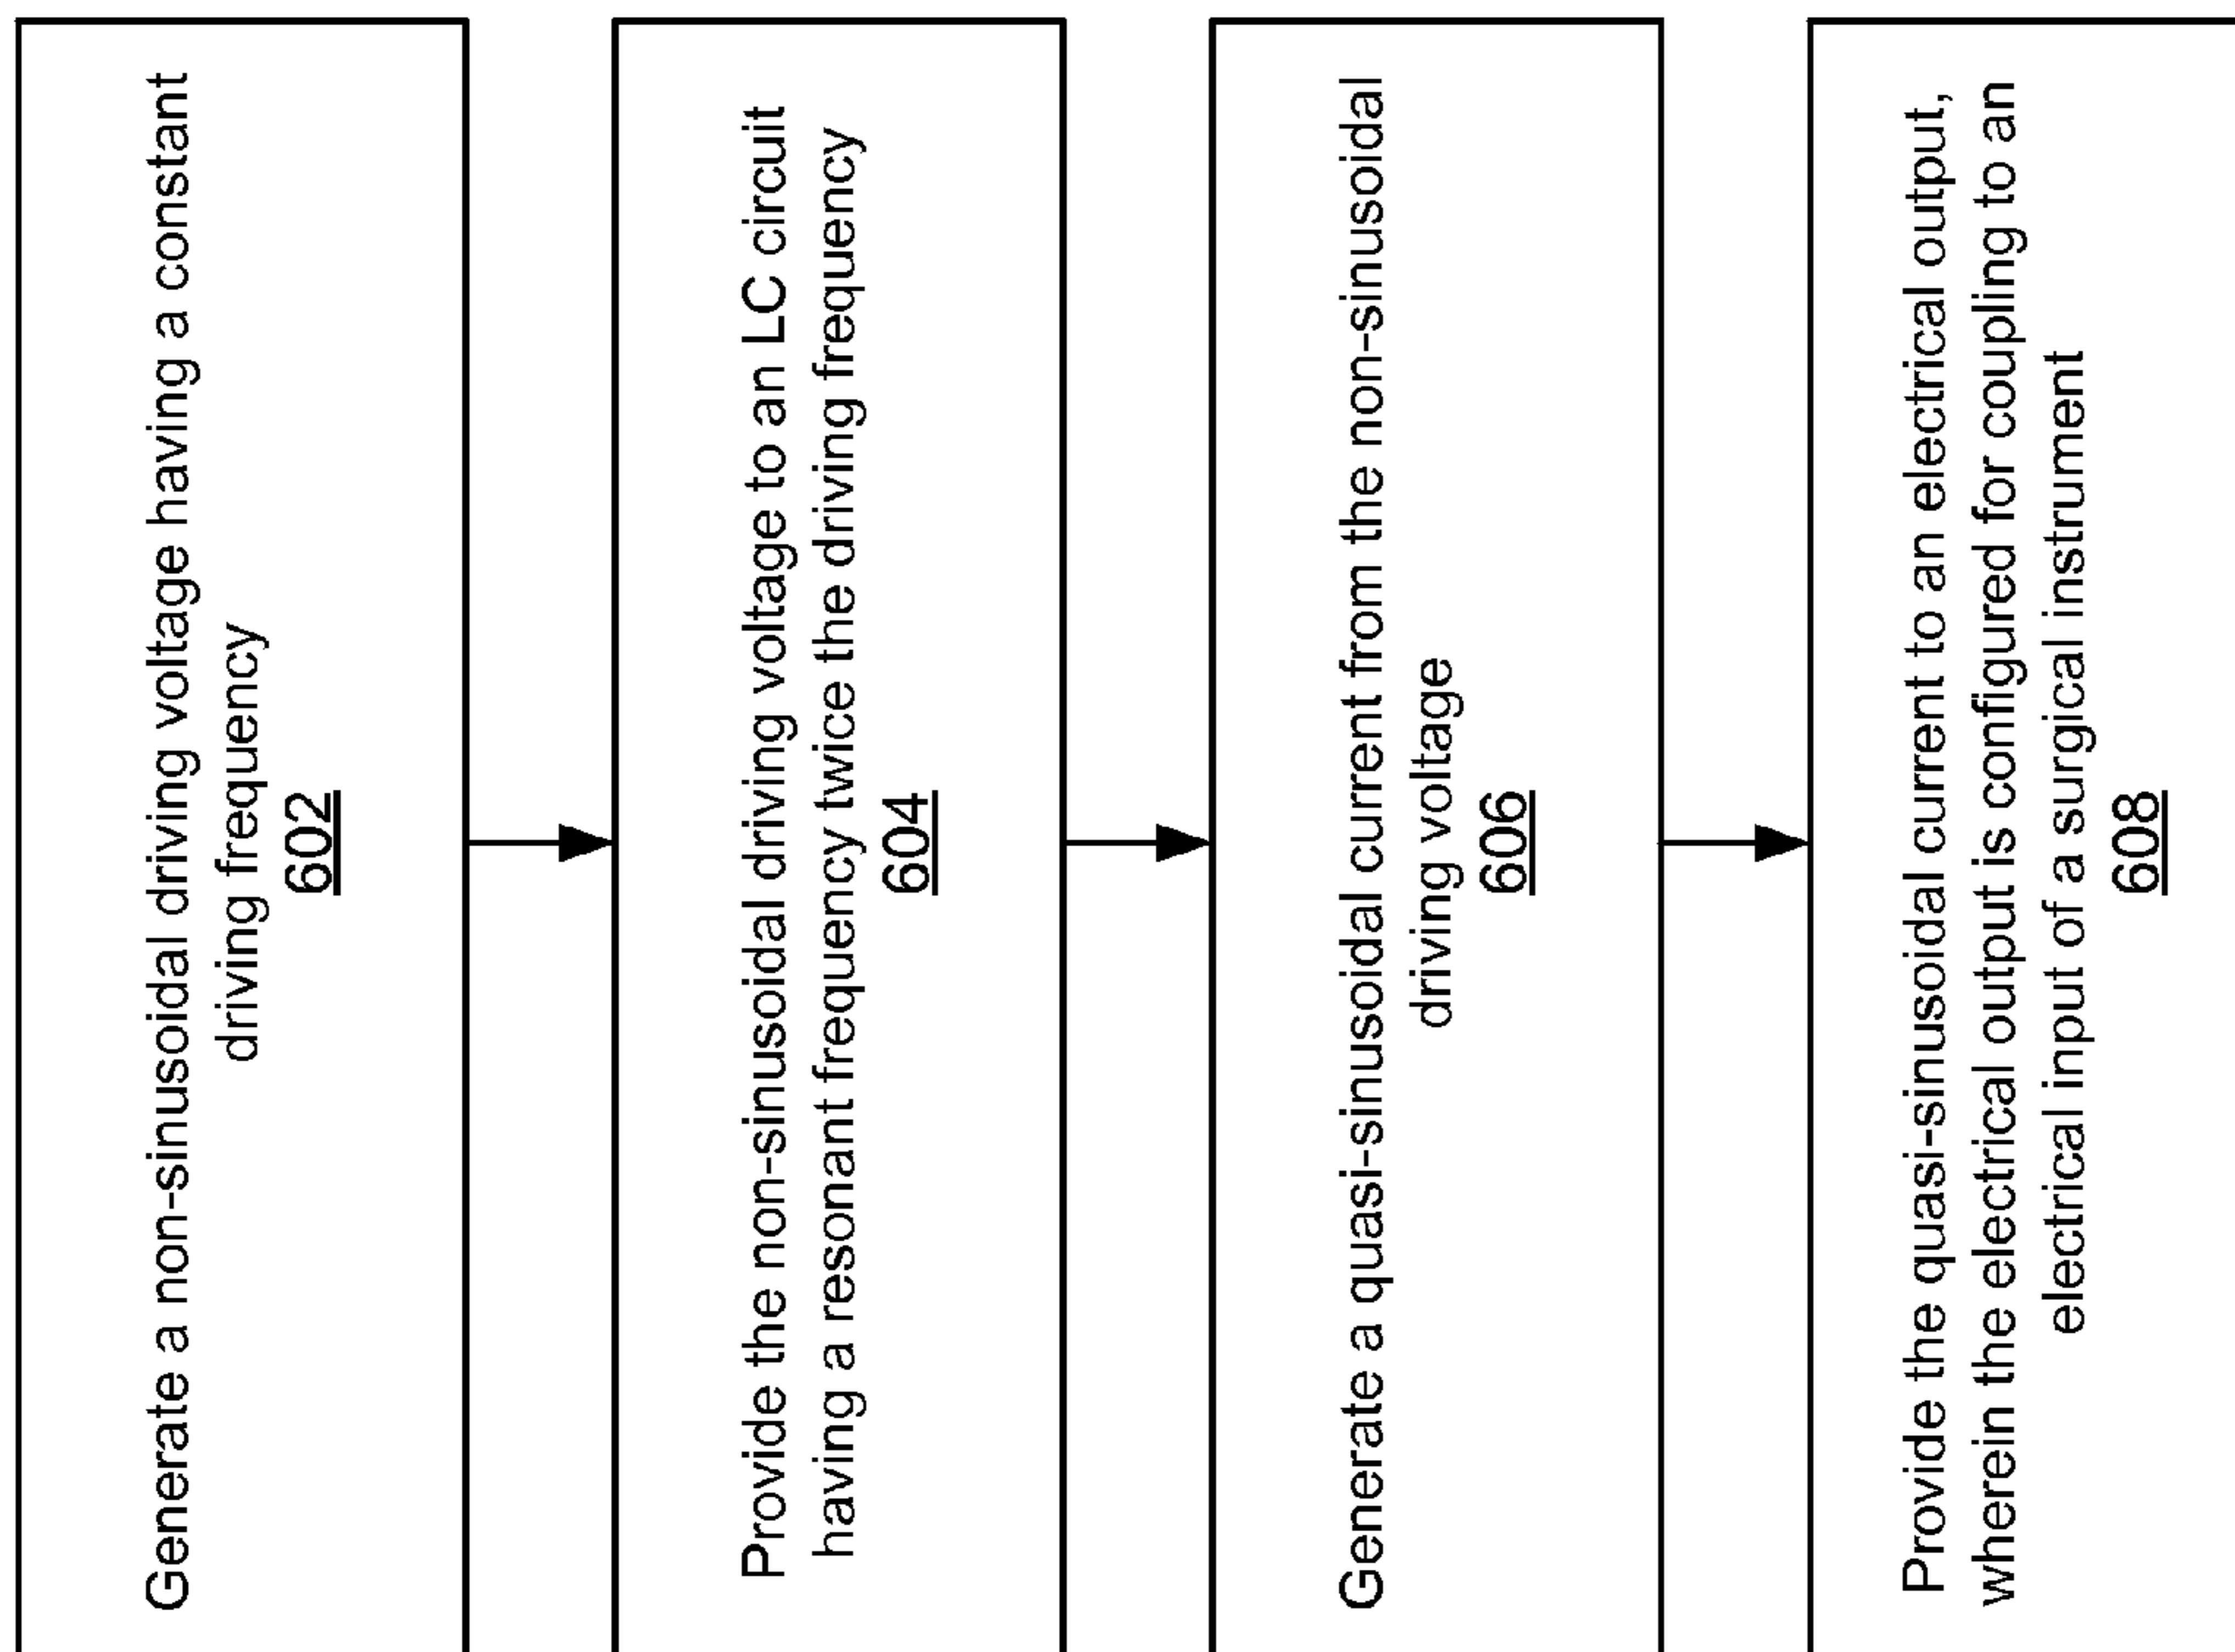 Generate a non-sinusoidal driving voltage having a constant
driving frequency
602
Provide the non-sinusoidal driving voltage to an LC circuit
having a resonant frequency twice the driving frequency
604
Generate a quasi-sinusoidal current from the non-sinusoidal
driving voltage
606
Provide the quasi-sinusoidal current to an electrical output,
wherein the electrical output is configured for coupling to an
electrical input of a surgical instrument
608